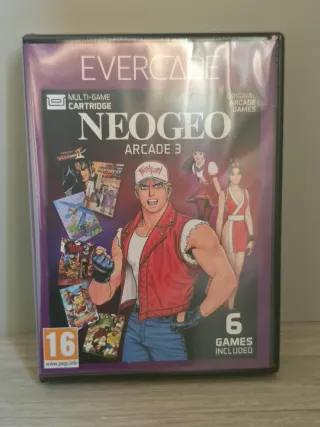 EVERCADE
MULTI-GAME
CARTRIDGE
ORIGINAL
ARCADE
GAMES
NEOGEO
ARCADE 3
6
GAMES
INCLUDED
16
www.pegi.info